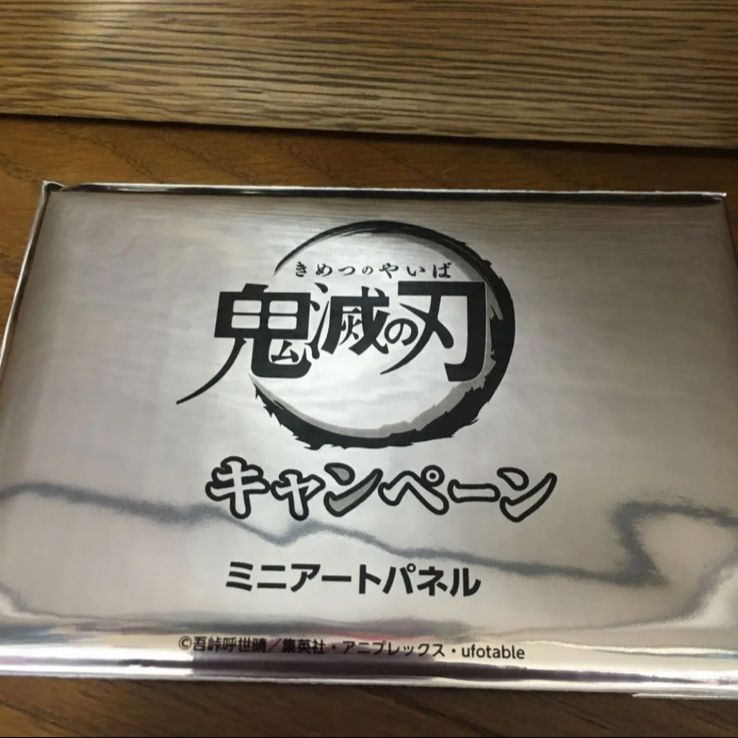 きめつのやいば
鬼滅の刃
キャンペーン
ミニアートパネル
©吾峠呼世晴／集英社・アニプレックス・ufotable